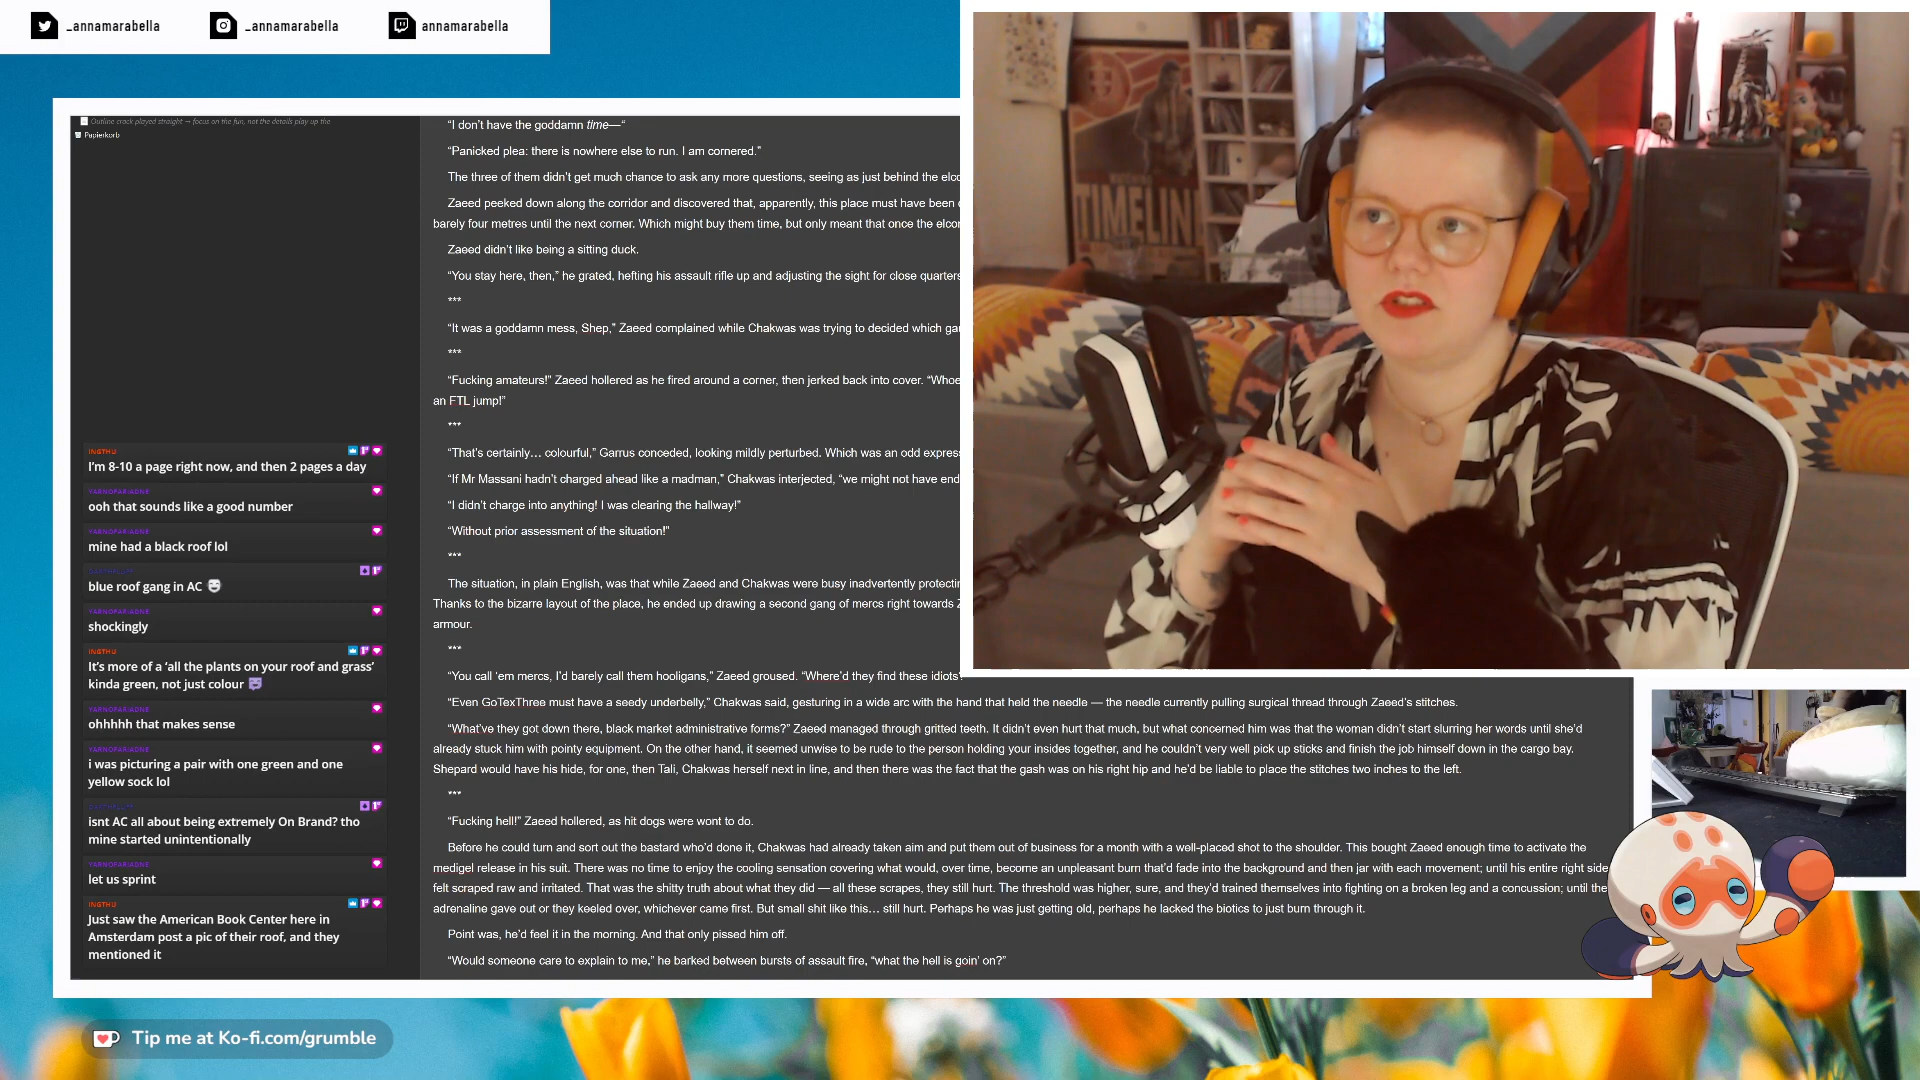 _annamarabella
_annamarabella
annamarabella
Outline crack played straight → focus on the fun, not the details play up the
Papierkorb
“I don’t have the goddamn time—“
“Panicked plea: there is nowhere else to run. I am cornered.”
The three of them didn’t get much chance to ask any more questions, seeing as just behind the
Zaeed peeked down along the corridor and discovered that, apparently, this place must have been
barely four metres until the next corner. Which might buy them time, but only meant that once the
Zaeed didn’t like being a sitting duck.
“You stay here, then,” he grated, hefting his assault rifle up and adjusting the sight for close quarters
***
“It was a goddamn mess, Shep,” Zaeed complained while Chakwas was trying to decided which
***
“Fucking amateurs!” Zaeed hollered as he fired around a corner, then jerked back into cover.
an FTL jump!”
***
“That’s certainly… colourful,” Garrus conceded, looking mildly perturbed. Which was an odd
“If Mr Massani hadn’t charged ahead like a madman,” Chakwas interjected, “we might not have
“I didn’t charge into anything! I was clearing the hallway!”
“Without prior assessment of the situation!”
***
The situation, in plain English, was that while Zaeed and Chakwas were busy inadvertently
Thanks to the bizarre layout of the place, he ended up drawing a second gang of mercs right towards
armour.
***
“You call ‘em mercs, I’d barely call them hooligans,” Zaeed groused. “Where’d they find these idiots
“Even GoTexThree must have a seedy underbelly,” Chakwas said, gesturing in a wide arc with the hand that held the needle — the needle currently pulling surgical thread through Zaeed’s stitches.
“What’ve they got down there, black market administrative forms?” Zaeed managed through gritted teeth. It didn’t even hurt that much, but what concerned him was that the woman didn’t start slurring her words until she’d
already stuck him with pointy equipment. On the other hand, it seemed unwise to be rude to the person holding your insides together, and he couldn’t very well pick up sticks and finish the job himself down in the cargo bay.
Shepard would have his hide, for one, then Tali, Chakwas herself next in line, and then there was the fact that the gash was on his right hip and he’d be liable to place the stitches two inches to the left.
***
“Fucking hell!” Zaeed hollered, as hit dogs were wont to do.
Before he could turn and sort out the bastard who’d done it, Chakwas had already taken aim and put them out of business for a month with a well-placed shot to the shoulder. This bought Zaeed enough time to activate the
medigel release in his suit. There was no time to enjoy the cooling sensation covering what would, over time, become an unpleasant burn that’d fade into the background and then jar with each movement; until his entire right side
felt scraped raw and irritated. That was the shitty truth about what they did — all these scrapes, they still hurt. The threshold was higher, sure, and they’d trained themselves into fighting on a broken leg and a concussion; until the
adrenaline gave out or they keeled over, whichever came first. But small shit like this… still hurt. Perhaps he was just getting old, perhaps he lacked the biotics to just burn through it.
Point was, he’d feel it in the morning. And that only pissed him off.
“Would someone care to explain to me,” he barked between bursts of assault fire, “what the hell is goin’ on?”
INGTHU
I’m 8-10 a page right now, and then 2 pages a day
YARNOFARIADNE
ooh that sounds like a good number
YARNOFARIADNE
mine had a black roof lol
blue roof gang in AC
YARNOFARIADNE
shockingly
INGTHU
It’s more of a ‘all the plants on your roof and grass’
kinda green, not just colour
YARNOFARIADNE
ohhhhh that makes sense
YARNOFARIADNE
i was picturing a pair with one green and one
yellow sock lol
isnt AC all about being extremely On Brand? tho
mine started unintentionally
YARNOFARIADNE
let us sprint
INGTHU
Just saw the American Book Center here in
Amsterdam post a pic of their roof, and they
mentioned it
TIMELINE
Tip me at Ko-fi.com/grumble